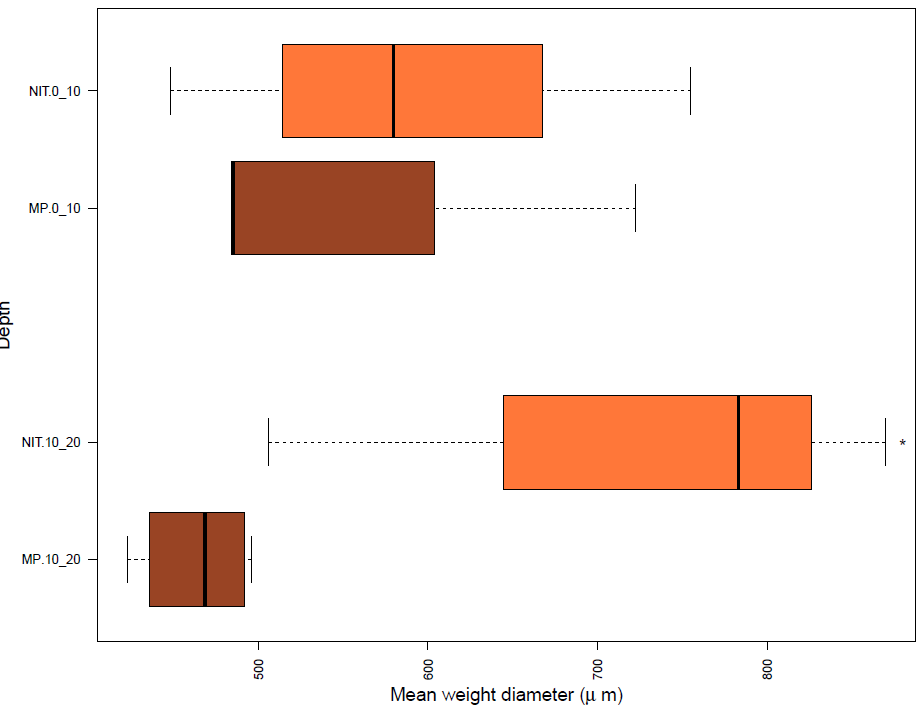 NIT.0_10
MP.0_10
Depth
NIT.10_20
*
MP.10_20
500
600
700
800
Mean weight diameter (μ m)